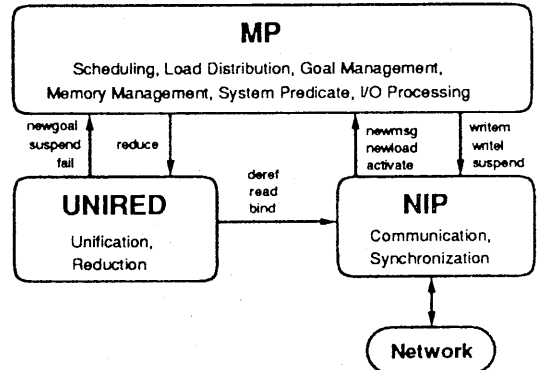 MP
Scheduling, Load Distribution, Goal Management,
Memory Management, System Predicate, I/O Processing
newgoal
suspend
fail
reduce
newmsg
newload
activate
writem
writel
suspend
deref
read
bind
UNIRED
Unification,
Reduction
NIP
Communication,
Synchronization
Network